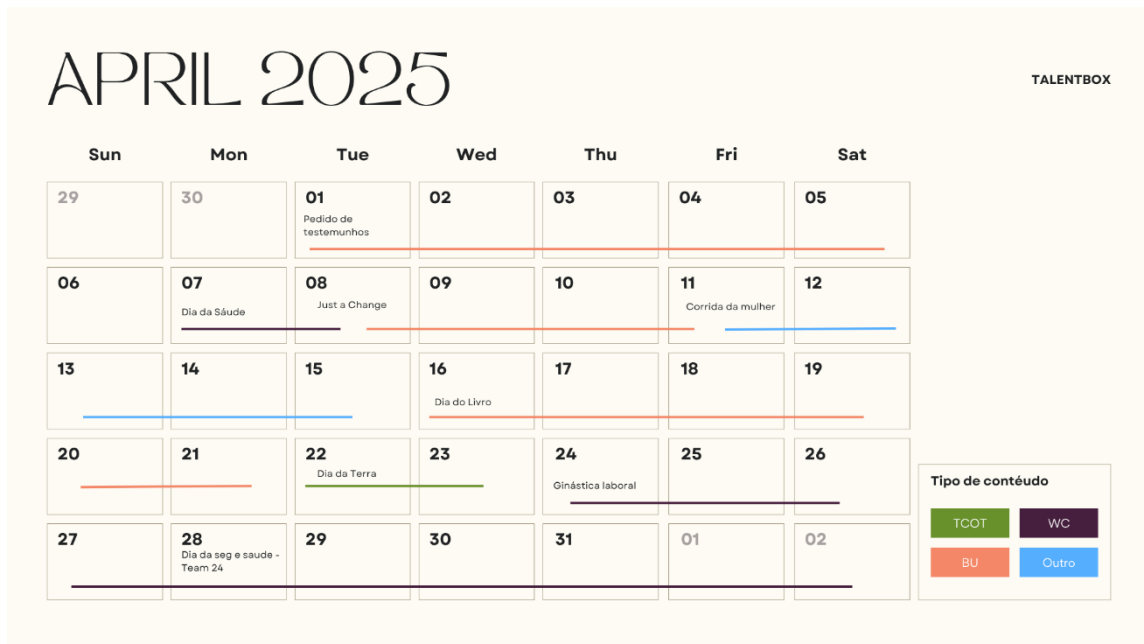 APRIL 2025
TALENTBOX
Sun Mon Tue Wed Thu Fri Sat
29 30 01 02 03 04 05
Pedido de
testemunhos
06 07 08 09 10 11 12
Dia da Sáude Just a Change Corrida da mulher
13 14 15 16 17 18 19
Dia do Livro
20 21 22 23 24 25 26
Dia da Terra Ginástica laboral
27 28 29 30 31 01 02
Dia da seg e saude -
Team 24
Tipo de contéudo
TCOT WC
BU Outro